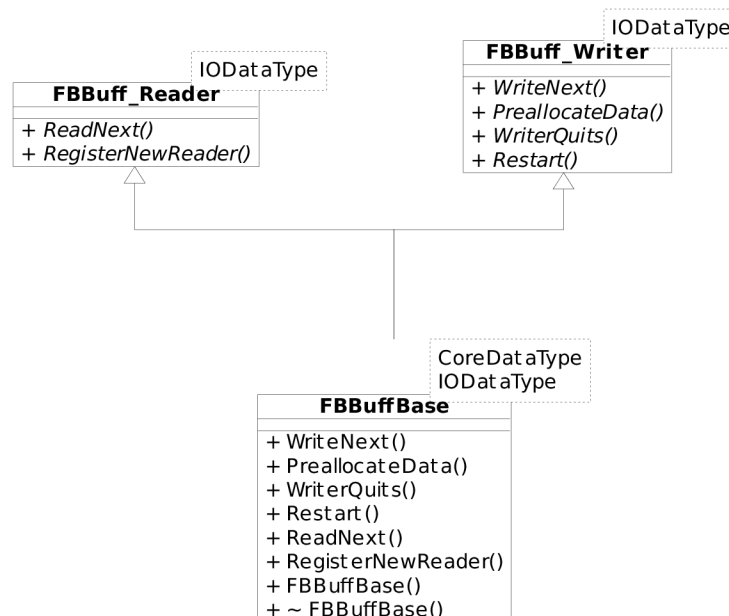 IODataType
FBBuff_Reader
+ ReadNext()
+ RegisterNewReader()
IODataType
FBBuff_Writer
+ WriteNext()
+ PreallocateData()
+ WriterQuits()
+ Restart()
CoreDataType
IODataType
FBBuffBase
+ WriteNext()
+ PreallocateData()
+ WriterQuits()
+ Restart()
+ ReadNext()
+ RegisterNewReader()
+ FBBuffBase()
+ ~ FBBuffBase()